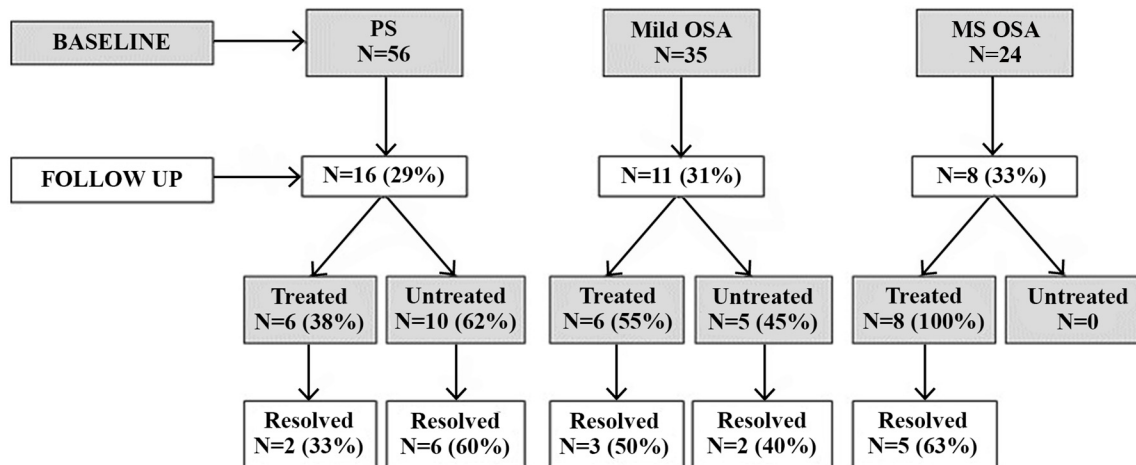 BASELINE
PS
N=56
Mild OSA
N=35
MS OSA
N=24
FOLLOW UP
N=16 (29%)
N=11 (31%)
N=8 (33%)
Treated
N=6 (38%)
Untreated
N=10 (62%)
Treated
N=6 (55%)
Untreated
N=5 (45%)
Treated
N=8 (100%)
Untreated
N=0
Resolved
N=2 (33%)
Resolved
N=6 (60%)
Resolved
N=3 (50%)
Resolved
N=2 (40%)
Resolved
N=5 (63%)